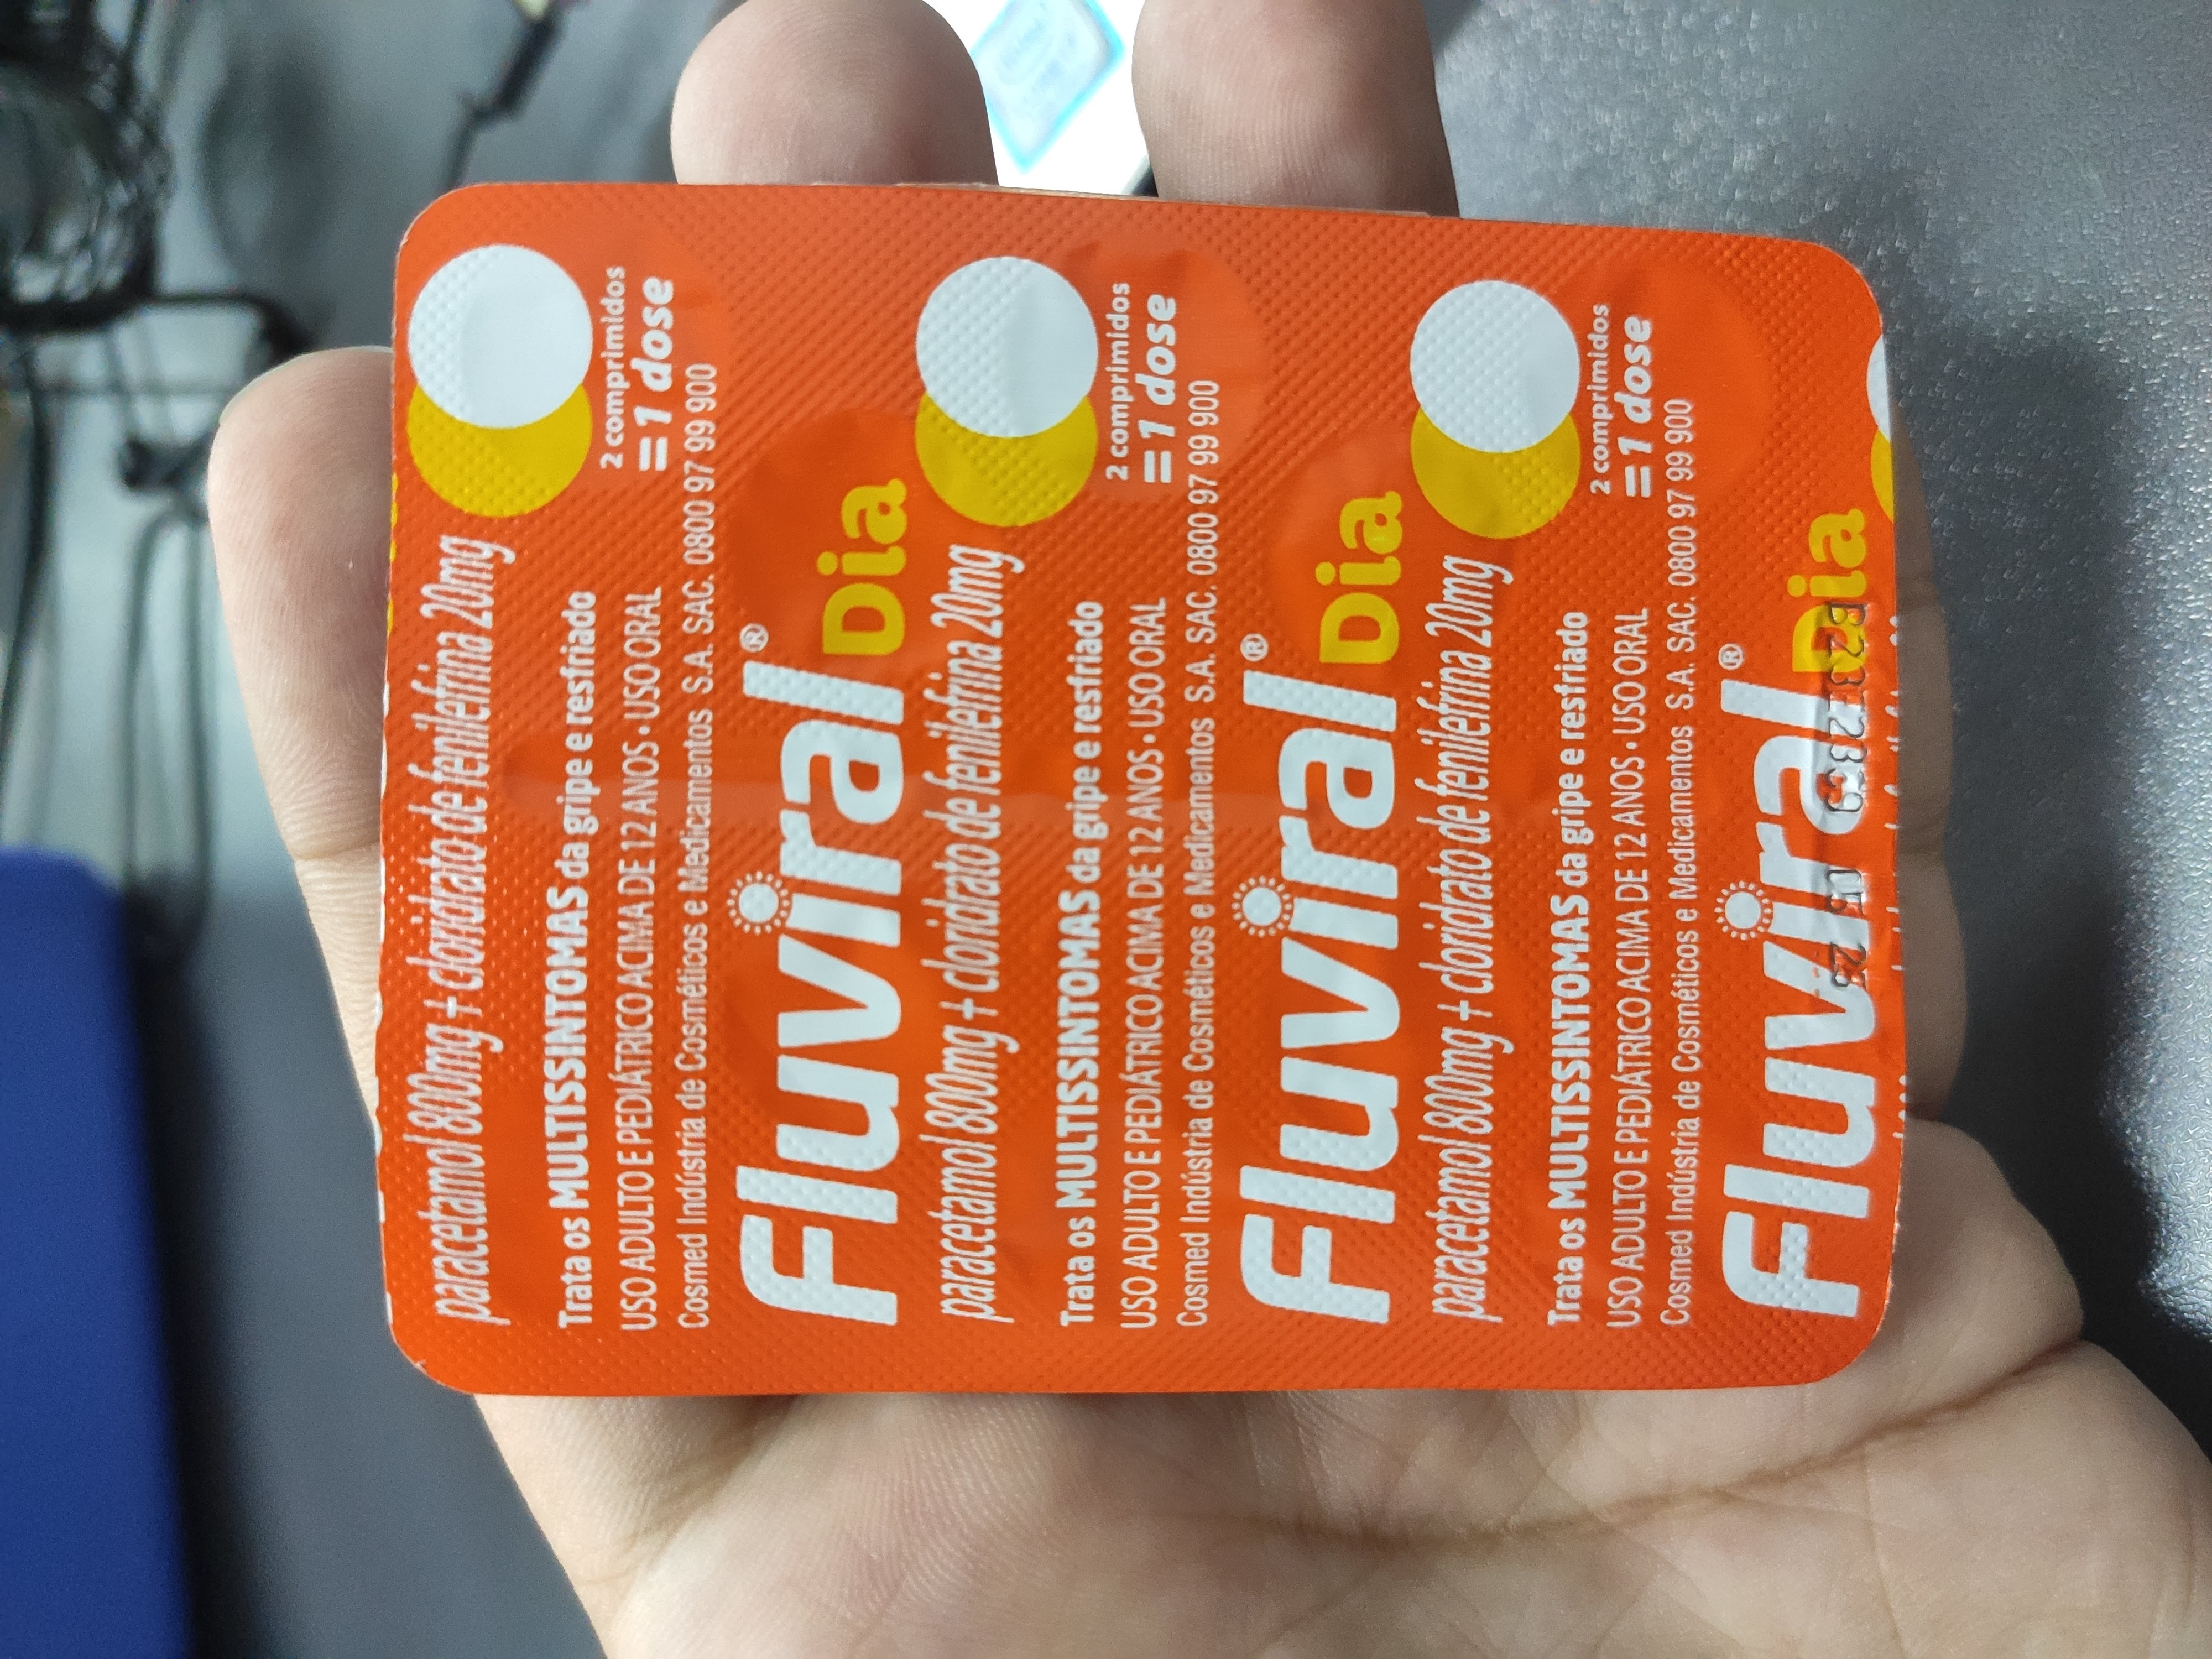 paracetamol 800mg + cloridrato de fenilefrina 20mg
Trata os MULTISSINTOMAS da gripe e resfriado
USO ADULTO E PEDIÁTRICO ACIMA DE 12 ANOS • USO ORAL
2 comprimidos
= 1 dose
Cosmed Indústria de Cosméticos e Medicamentos S.A. SAC. 0800 97 99 900
Fluviral® Dia
paracetamol 800mg + cloridrato de fenilefrina 20mg
Trata os MULTISSINTOMAS da gripe e resfriado
USO ADULTO E PEDIÁTRICO ACIMA DE 12 ANOS • USO ORAL
2 comprimidos
= 1 dose
Cosmed Indústria de Cosméticos e Medicamentos S.A. SAC. 0800 97 99 900
Fluviral® Dia
paracetamol 800mg + cloridrato de fenilefrina 20mg
Trata os MULTISSINTOMAS da gripe e resfriado
USO ADULTO E PEDIÁTRICO ACIMA DE 12 ANOS • USO ORAL
2 comprimidos
= 1 dose
Cosmed Indústria de Cosméticos e Medicamentos S.A. SAC. 0800 97 99 900
Fluviral® Dia